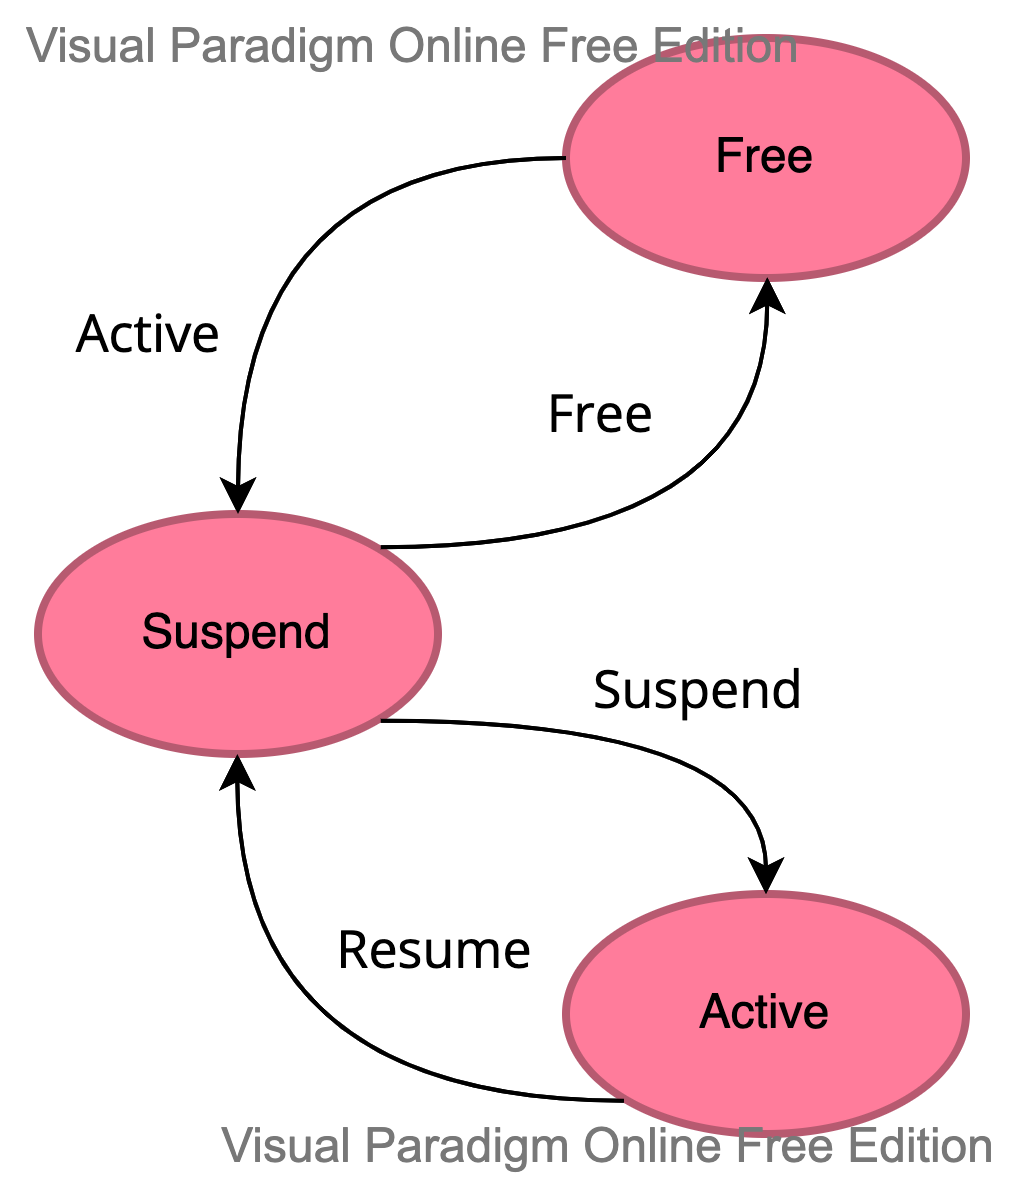 Visual Paradigm Online Free Edition
Free
Active
Free
Suspend
Suspend
Resume
Active
Visual Paradigm Online Free Edition